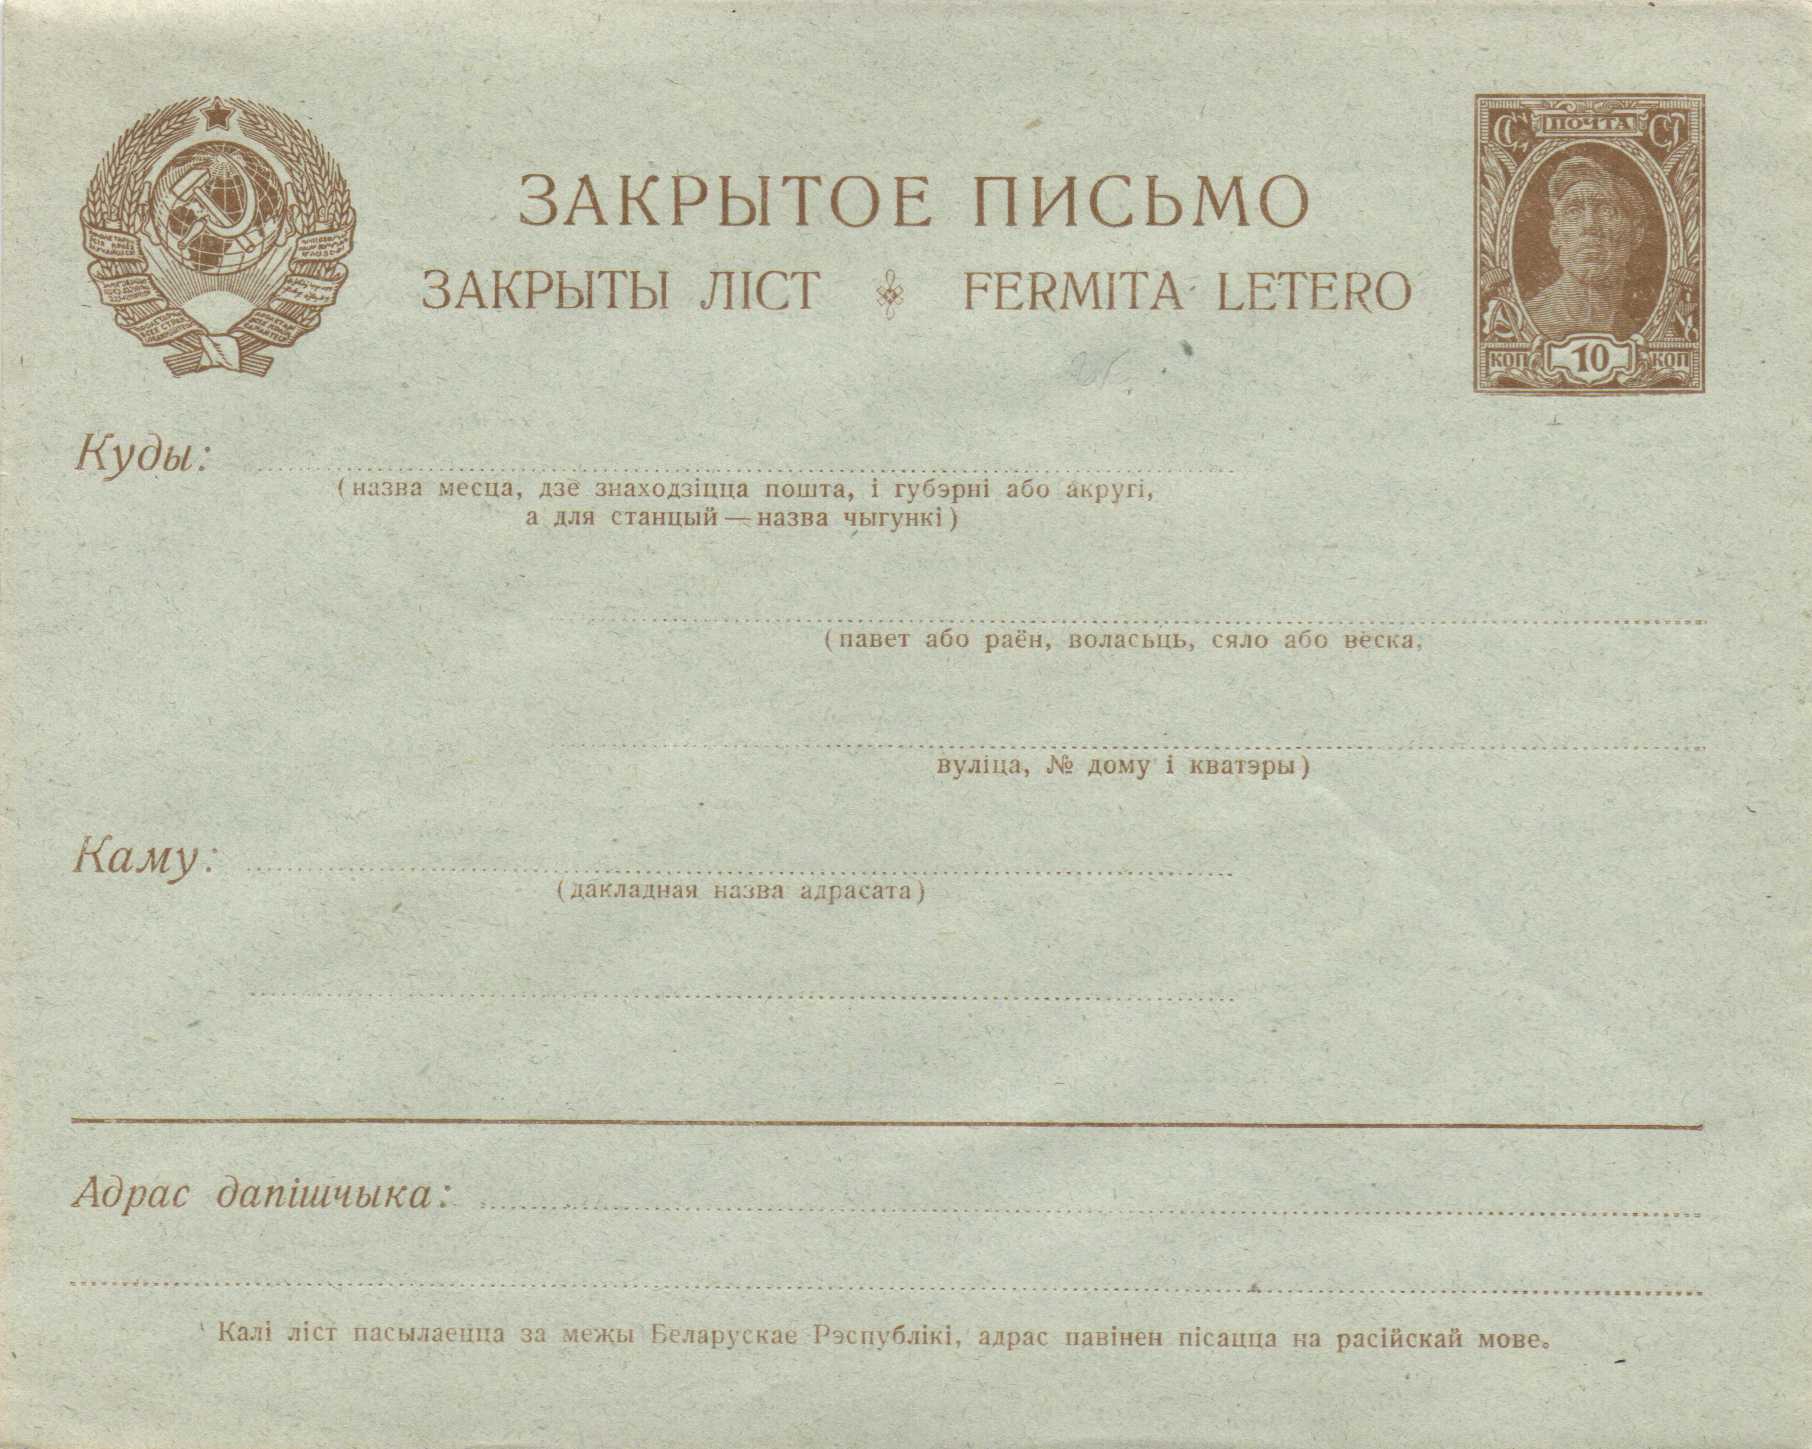 ПОЧТА
ЗАКРЫТОЕ ПИСЬМО
ЗАКРЫТЫ ЛІСТ FERMITA LETERO
КОП 10 КОП
Куды:
(назва месца, дзе знаходзіцца пошта, і губэрні або акругі,
а для станцый — назва чыгункі)
(павет або раён, воласьць, сяло або вёска,
вуліца, № дому і кватэры)
Каму:
(дакладная назва адрасата)
Адрас дапішчыка:
Калі ліст пасылаецца за межы Беларускае Рэспублікі, адрас павінен пісацца на расійскай мове.